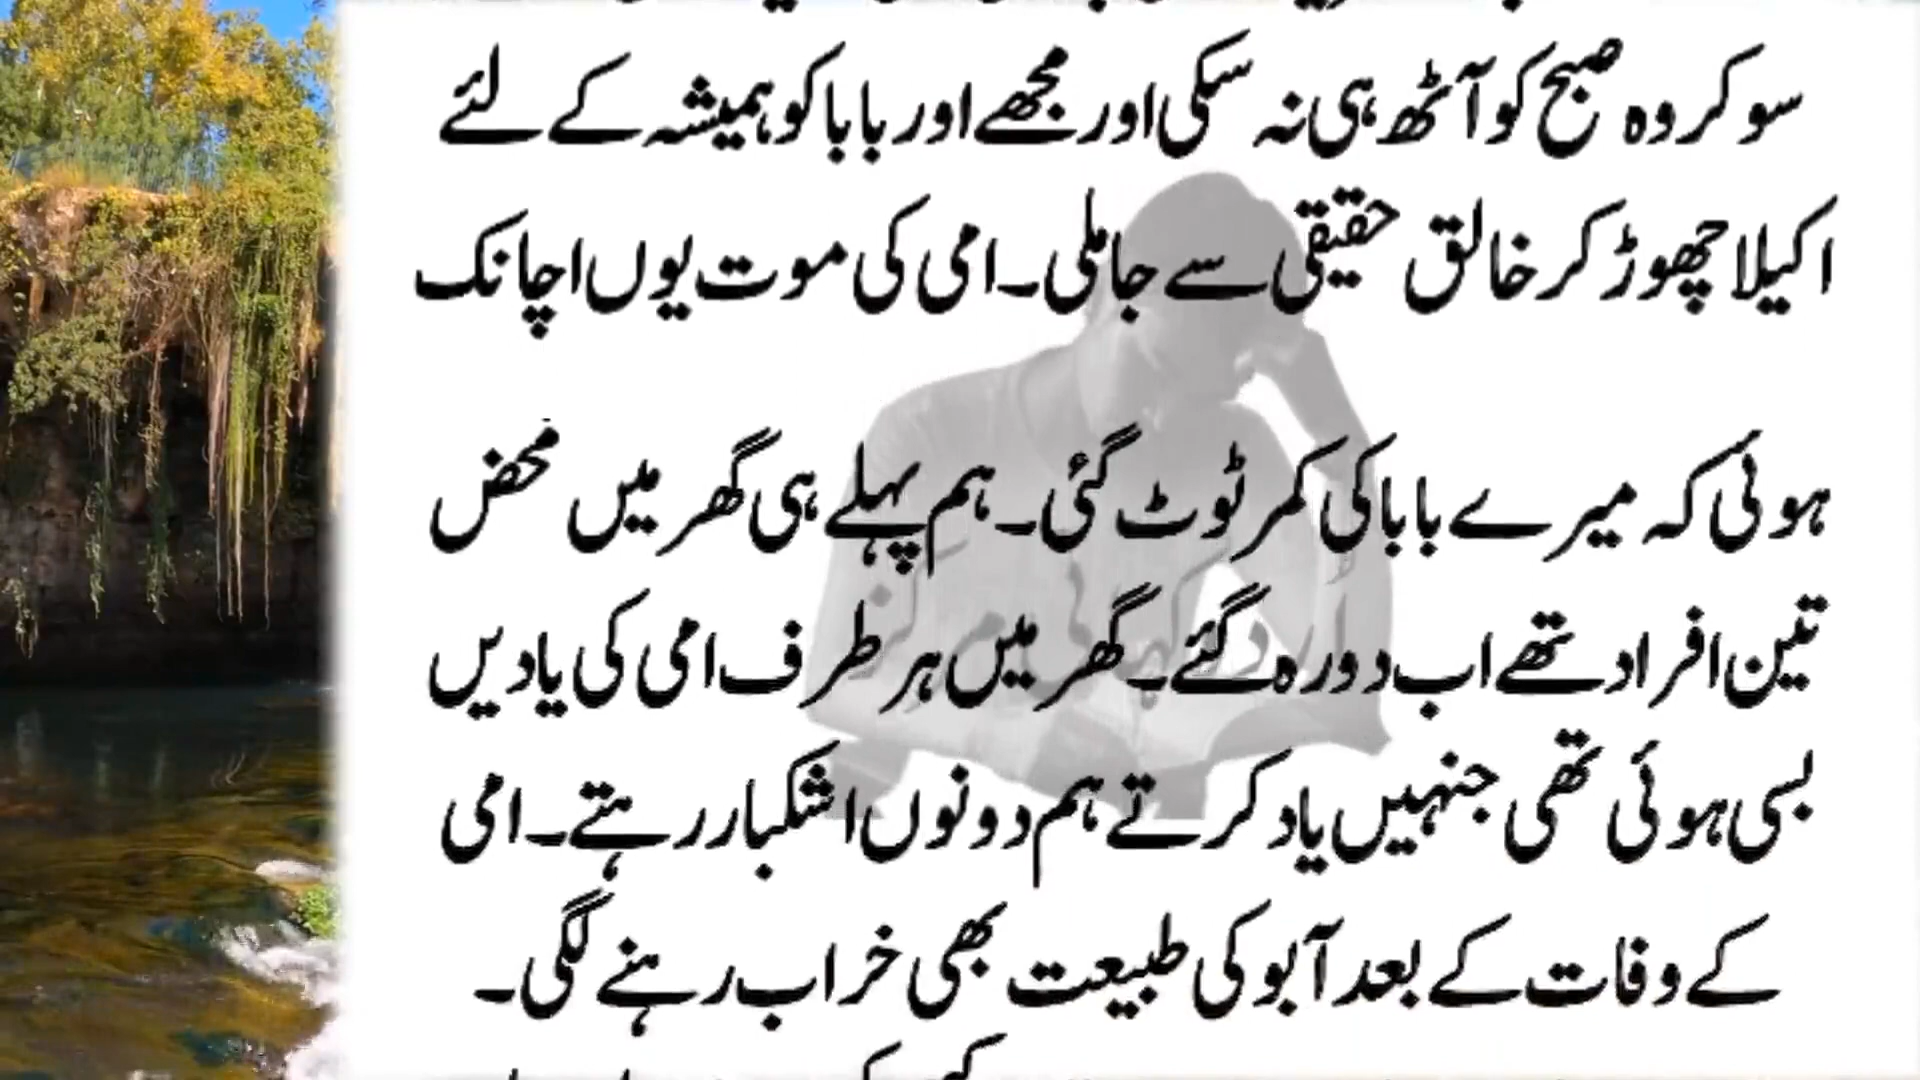 سو کر وہ صبح کو آٹھ ہی نہ سکی اور مجھے اور بابا کو ہمیشہ کے لئے
اکیلا چھوڑ کر خالق حقیقی سے جا ملی۔ امی کی موت یوں اچانک
ہوئی کہ میرے بابا کی کمر ٹوٹ گئی۔ ہم پہلے ہی گھر میں محض
تین افراد تھے اب دو رہ گئے۔ گھر میں ہر طرف امی کی یادیں
بسی ہوئی تھی جنہیں یاد کرتے ہم دونوں اشکبار رہتے۔ امی
کے وفات کے بعد آبو کی طبیعت بھی خراب رہنے لگی۔